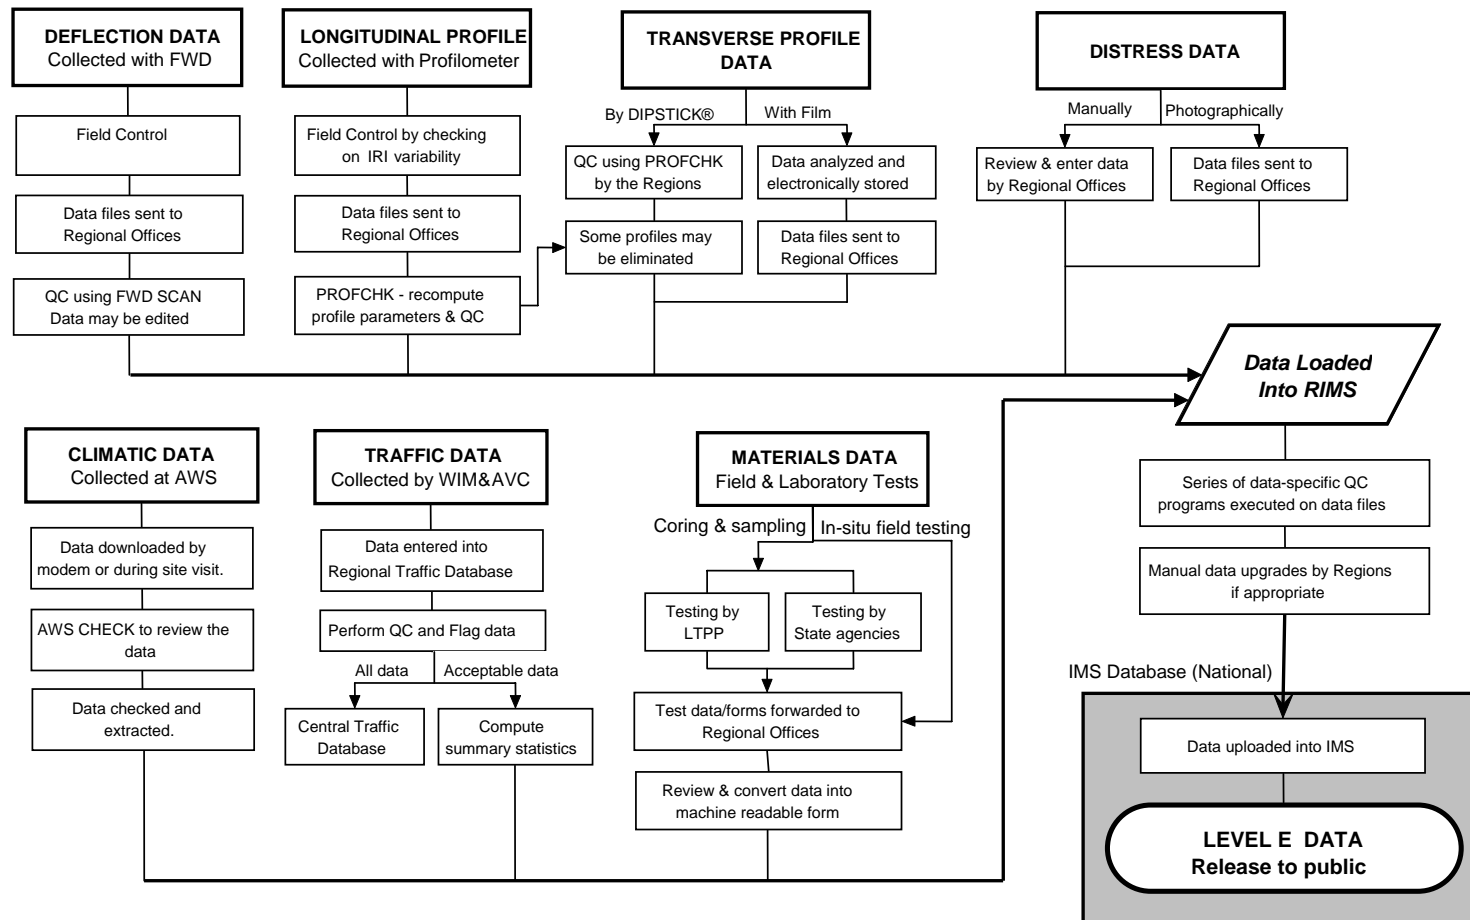 DEFLECTION DATA
Collected with FWD
Field Control
Data files sent to
Regional Offices
QC using FWD SCAN
Data may be edited
LONGITUDINAL PROFILE
Collected with Profilometer
Field Control by checking
on IRI variability
Data files sent to
Regional Offices
PROFCHK - recompute
profile parameters & QC
TRANSVERSE PROFILE
DATA
By DIPSTICK®
With Film
QC using PROFCHK
by the Regions
Some profiles may
be eliminated
Data analyzed and
electronically stored
Data files sent to
Regional Offices
DISTRESS DATA
Manually
Photographically
Review & enter data
by Regional Offices
Data files sent to
Regional Offices
Data Loaded
Into RIMS
CLIMATIC DATA
Collected at AWS
Data downloaded by
modem or during site visit.
AWS CHECK to review the
data
Data checked and
extracted.
TRAFFIC DATA
Collected by WIM&AVC
Data entered into
Regional Traffic Database
Perform QC and Flag data
All data
Acceptable data
Central Traffic
Database
Compute
summary statistics
MATERIALS DATA
Field & Laboratory Tests
Coring & sampling
In-situ field testing
Testing by
LTPP
Testing by
State agencies
Test data/forms forwarded to
Regional Offices
Review & convert data into
machine readable form
Series of data-specific QC
programs executed on data files
Manual data upgrades by Regions
if appropriate
IMS Database (National)
Data uploaded into IMS
LEVEL E DATA
Release to public